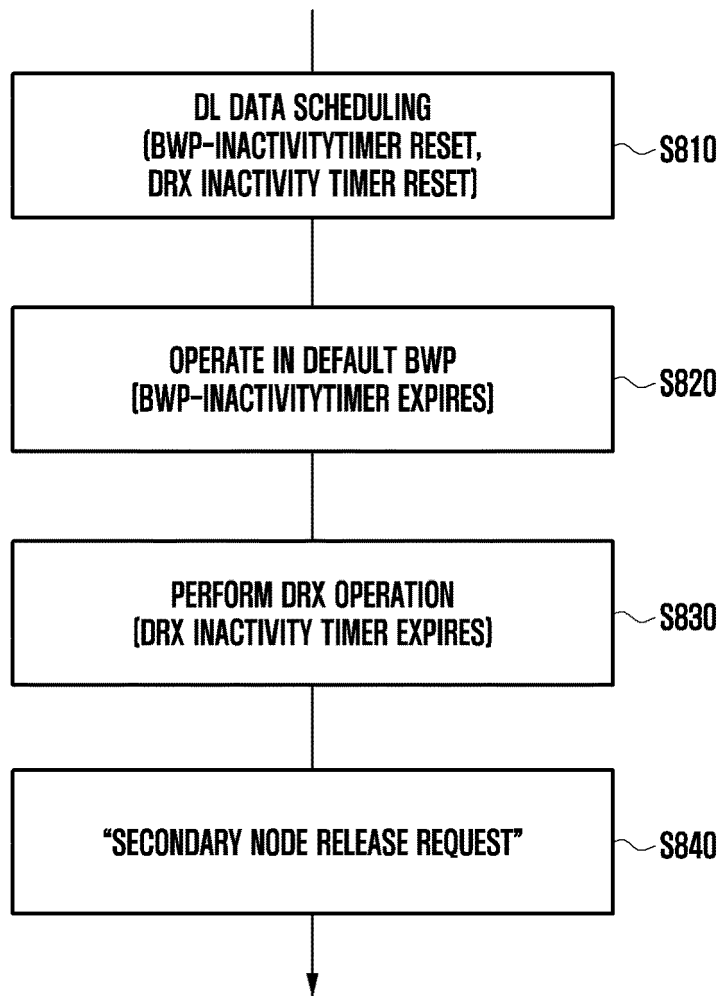 DL DATA SCHEDULING
(BWP-INACTIVITYTIMER RESET,
DRX INACTIVITY TIMER RESET)
S810
OPERATE IN DEFAULT BWP
(BWP-INACTIVITYTIMER EXPIRES)
S820
PERFORM DRX OPERATION
(DRX INACTIVITY TIMER EXPIRES)
S830
“SECONDARY NODE RELEASE REQUEST”
S840